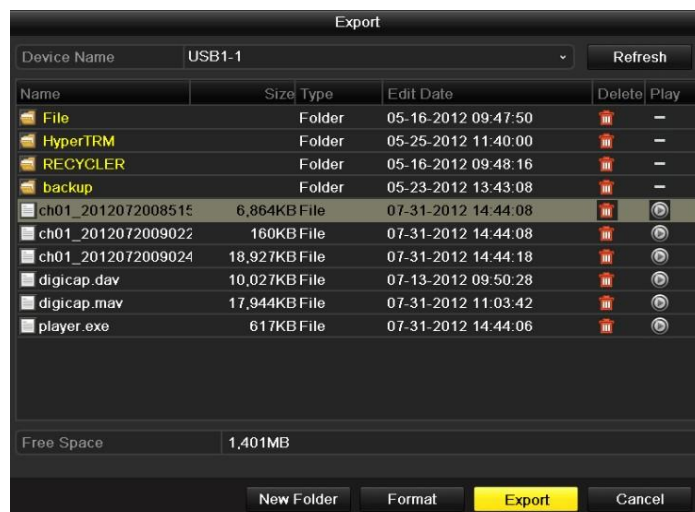 Export
Device Name USB1-1 Refresh
Name Size Type Edit Date Delete Play
File Folder 05-16-2012 09:47:50 –
HyperTRM Folder 05-25-2012 11:40:00 –
RECYCLER Folder 05-16-2012 09:48:16 –
backup Folder 05-23-2012 13:43:08 –
ch01_2012072008515 6,864KB File 07-31-2012 14:44:08
ch01_2012072009022 160KB File 07-31-2012 14:44:08
ch01_2012072009024 18,927KB File 07-31-2012 14:44:18
digicap.dav 10,027KB File 07-13-2012 09:50:28
digicap.mav 17,944KB File 07-31-2012 11:03:42
player.exe 617KB File 07-31-2012 14:44:06
Free Space 1,401MB
New Folder Format Export Cancel